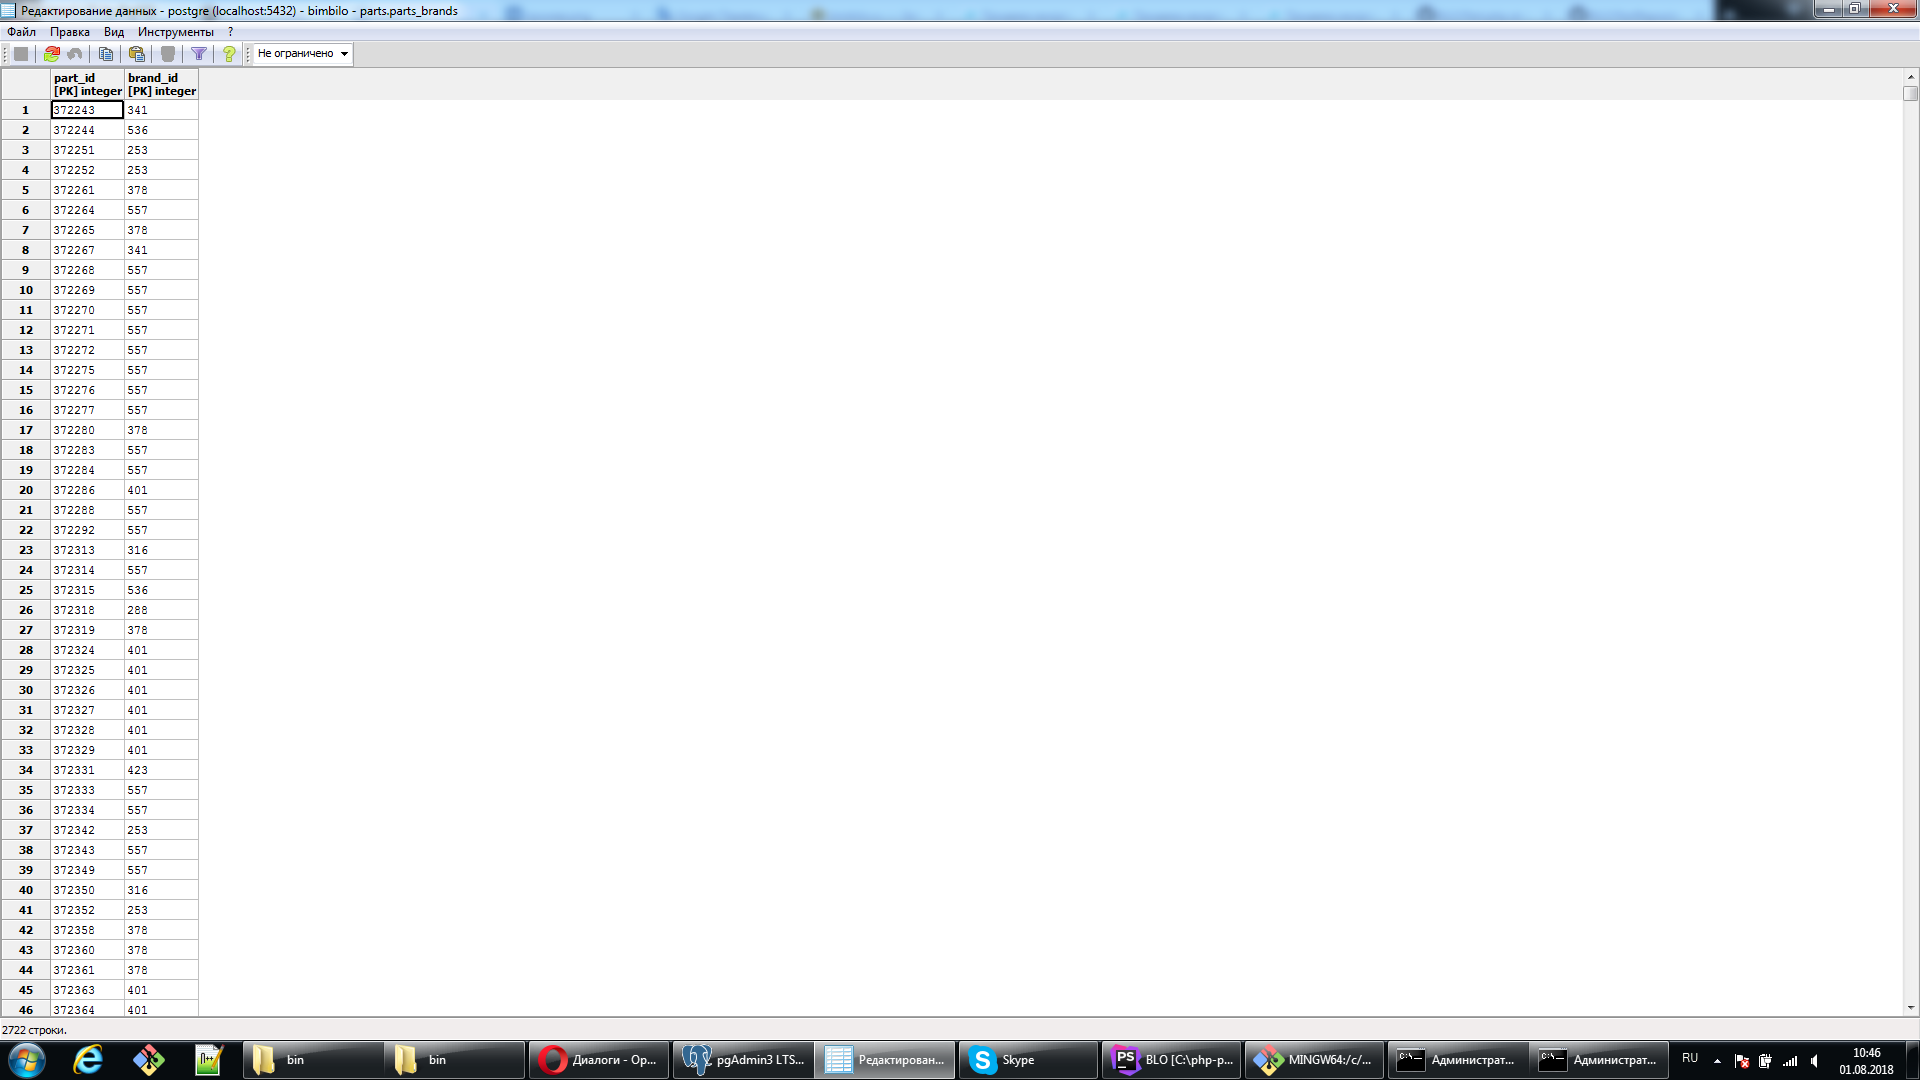 Редактирование данных - postgre (localhost:5432) - bimbilo - parts.parts_brands
Файл Правка Вид Инструменты ?
Не ограничено
part_id brand_id
[PK] integer [PK] integer
1 372243 341
2 372244 536
3 372251 253
4 372252 253
5 372261 378
6 372264 557
7 372265 378
8 372267 341
9 372268 557
10 372269 557
11 372270 557
12 372271 557
13 372272 557
14 372275 557
15 372276 557
16 372277 557
17 372280 378
18 372283 557
19 372284 557
20 372286 401
21 372288 557
22 372292 557
23 372313 316
24 372314 557
25 372315 536
26 372318 288
27 372319 378
28 372324 401
29 372325 401
30 372326 401
31 372327 401
32 372328 401
33 372329 401
34 372331 423
35 372333 557
36 372334 557
37 372342 253
38 372343 557
39 372349 557
40 372350 316
41 372352 253
42 372358 378
43 372360 378
44 372361 378
45 372363 401
46 372364 401
2722 строки.
bin bin Диалоги - Op... pgAdmin3 LTS... Редактирован... Skype BLO [C:\php-p... MINGW64:/c/... Администрат... Администрат... RU 10:46
01.08.2018